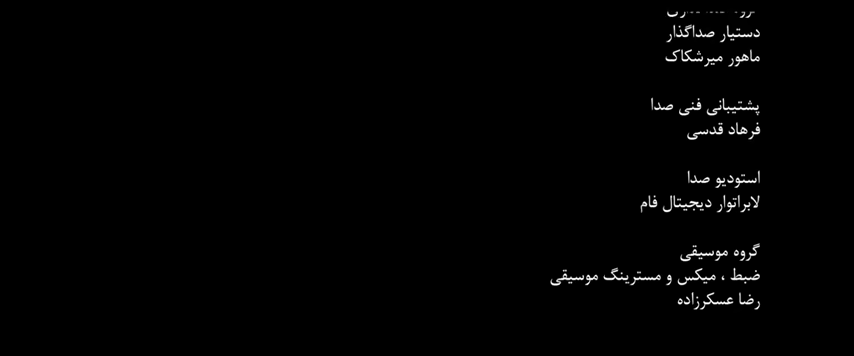 دستیار صداگذار
ماهور میرشکاک
پشتیبانی فنی صدا
فرهاد قدسی
استودیو صدا
لابراتوار دیجیتال فام
گروه موسیقی
ضبط ، میکس و مسترینگ موسیقی
رضا عسکرزاده